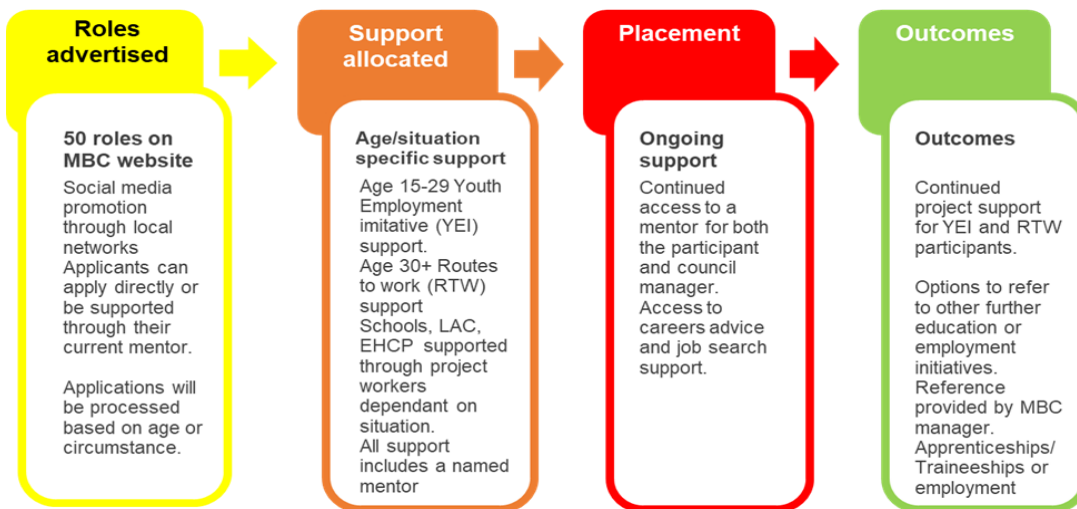 Roles
advertised
50 roles on
MBC website
Social media
promotion
through local
networks
Applicants can
apply directly or
be supported
through their
current mentor.
Applications will
be processed
based on age or
circumstance.
Support
allocated
Age/situation
specific support
Age 15-29 Youth
Employment
imitative (YEI)
support.
Age 30+ Routes
to work (RTW)
support
Schools, LAC,
EHCP supported
through project
workers
dependant on
situation.
All support
includes a named
mentor
Placement
Ongoing
support
Continued
access to a
mentor for both
the participant
and council
manager.
Access to
careers advice
and job search
support.
Outcomes
Outcomes
Continued
project support
for YEI and RTW
participants.
Options to refer
to other further
education or
employment
initiatives.
Reference
provided by MBC
manager.
Apprenticeships/
Traineeships or
employment